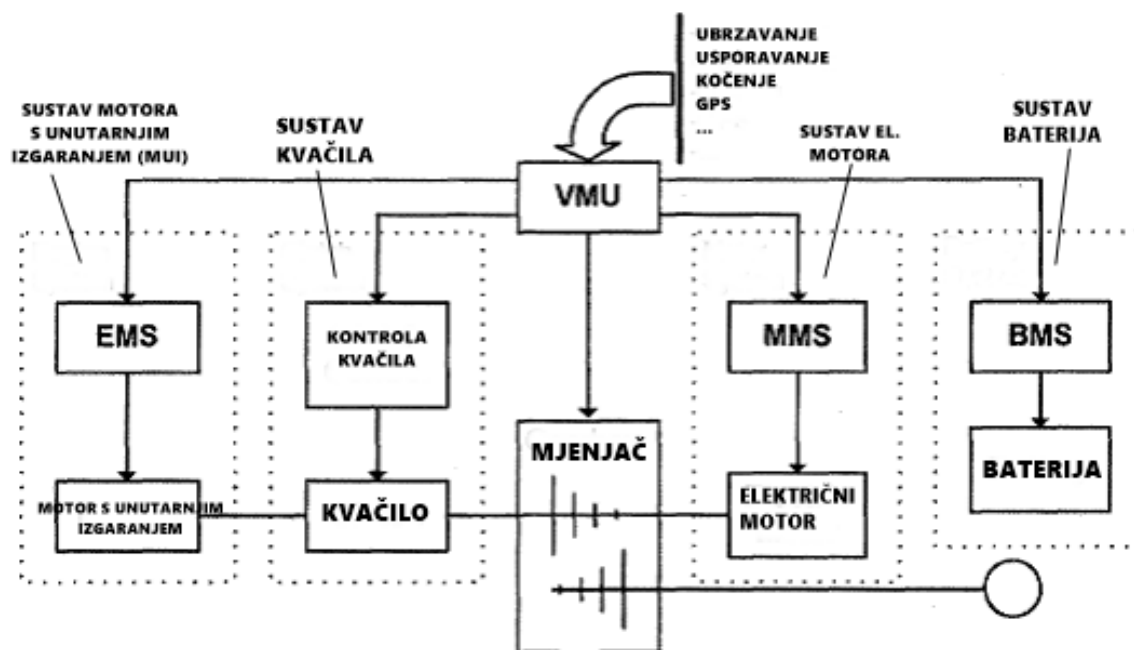 UBRZAVANJE
USPORAVANJE
KOČENJE
GPS
...
SUSTAV MOTORA
S UNUTARNJIM
IZGARANJEM (MUI)
SUSTAV
KVAČILA
SUSTAV EL.
MOTORA
SUSTAV
BATERIJA
VMU
EMS
KONTROLA
KVAČILA
MMS
BMS
MJENJAČ
BATERIJA
MOTOR S UNUTARNJIM
IZGARANJEM
KVAČILO
ELEKTRIČNI
MOTOR